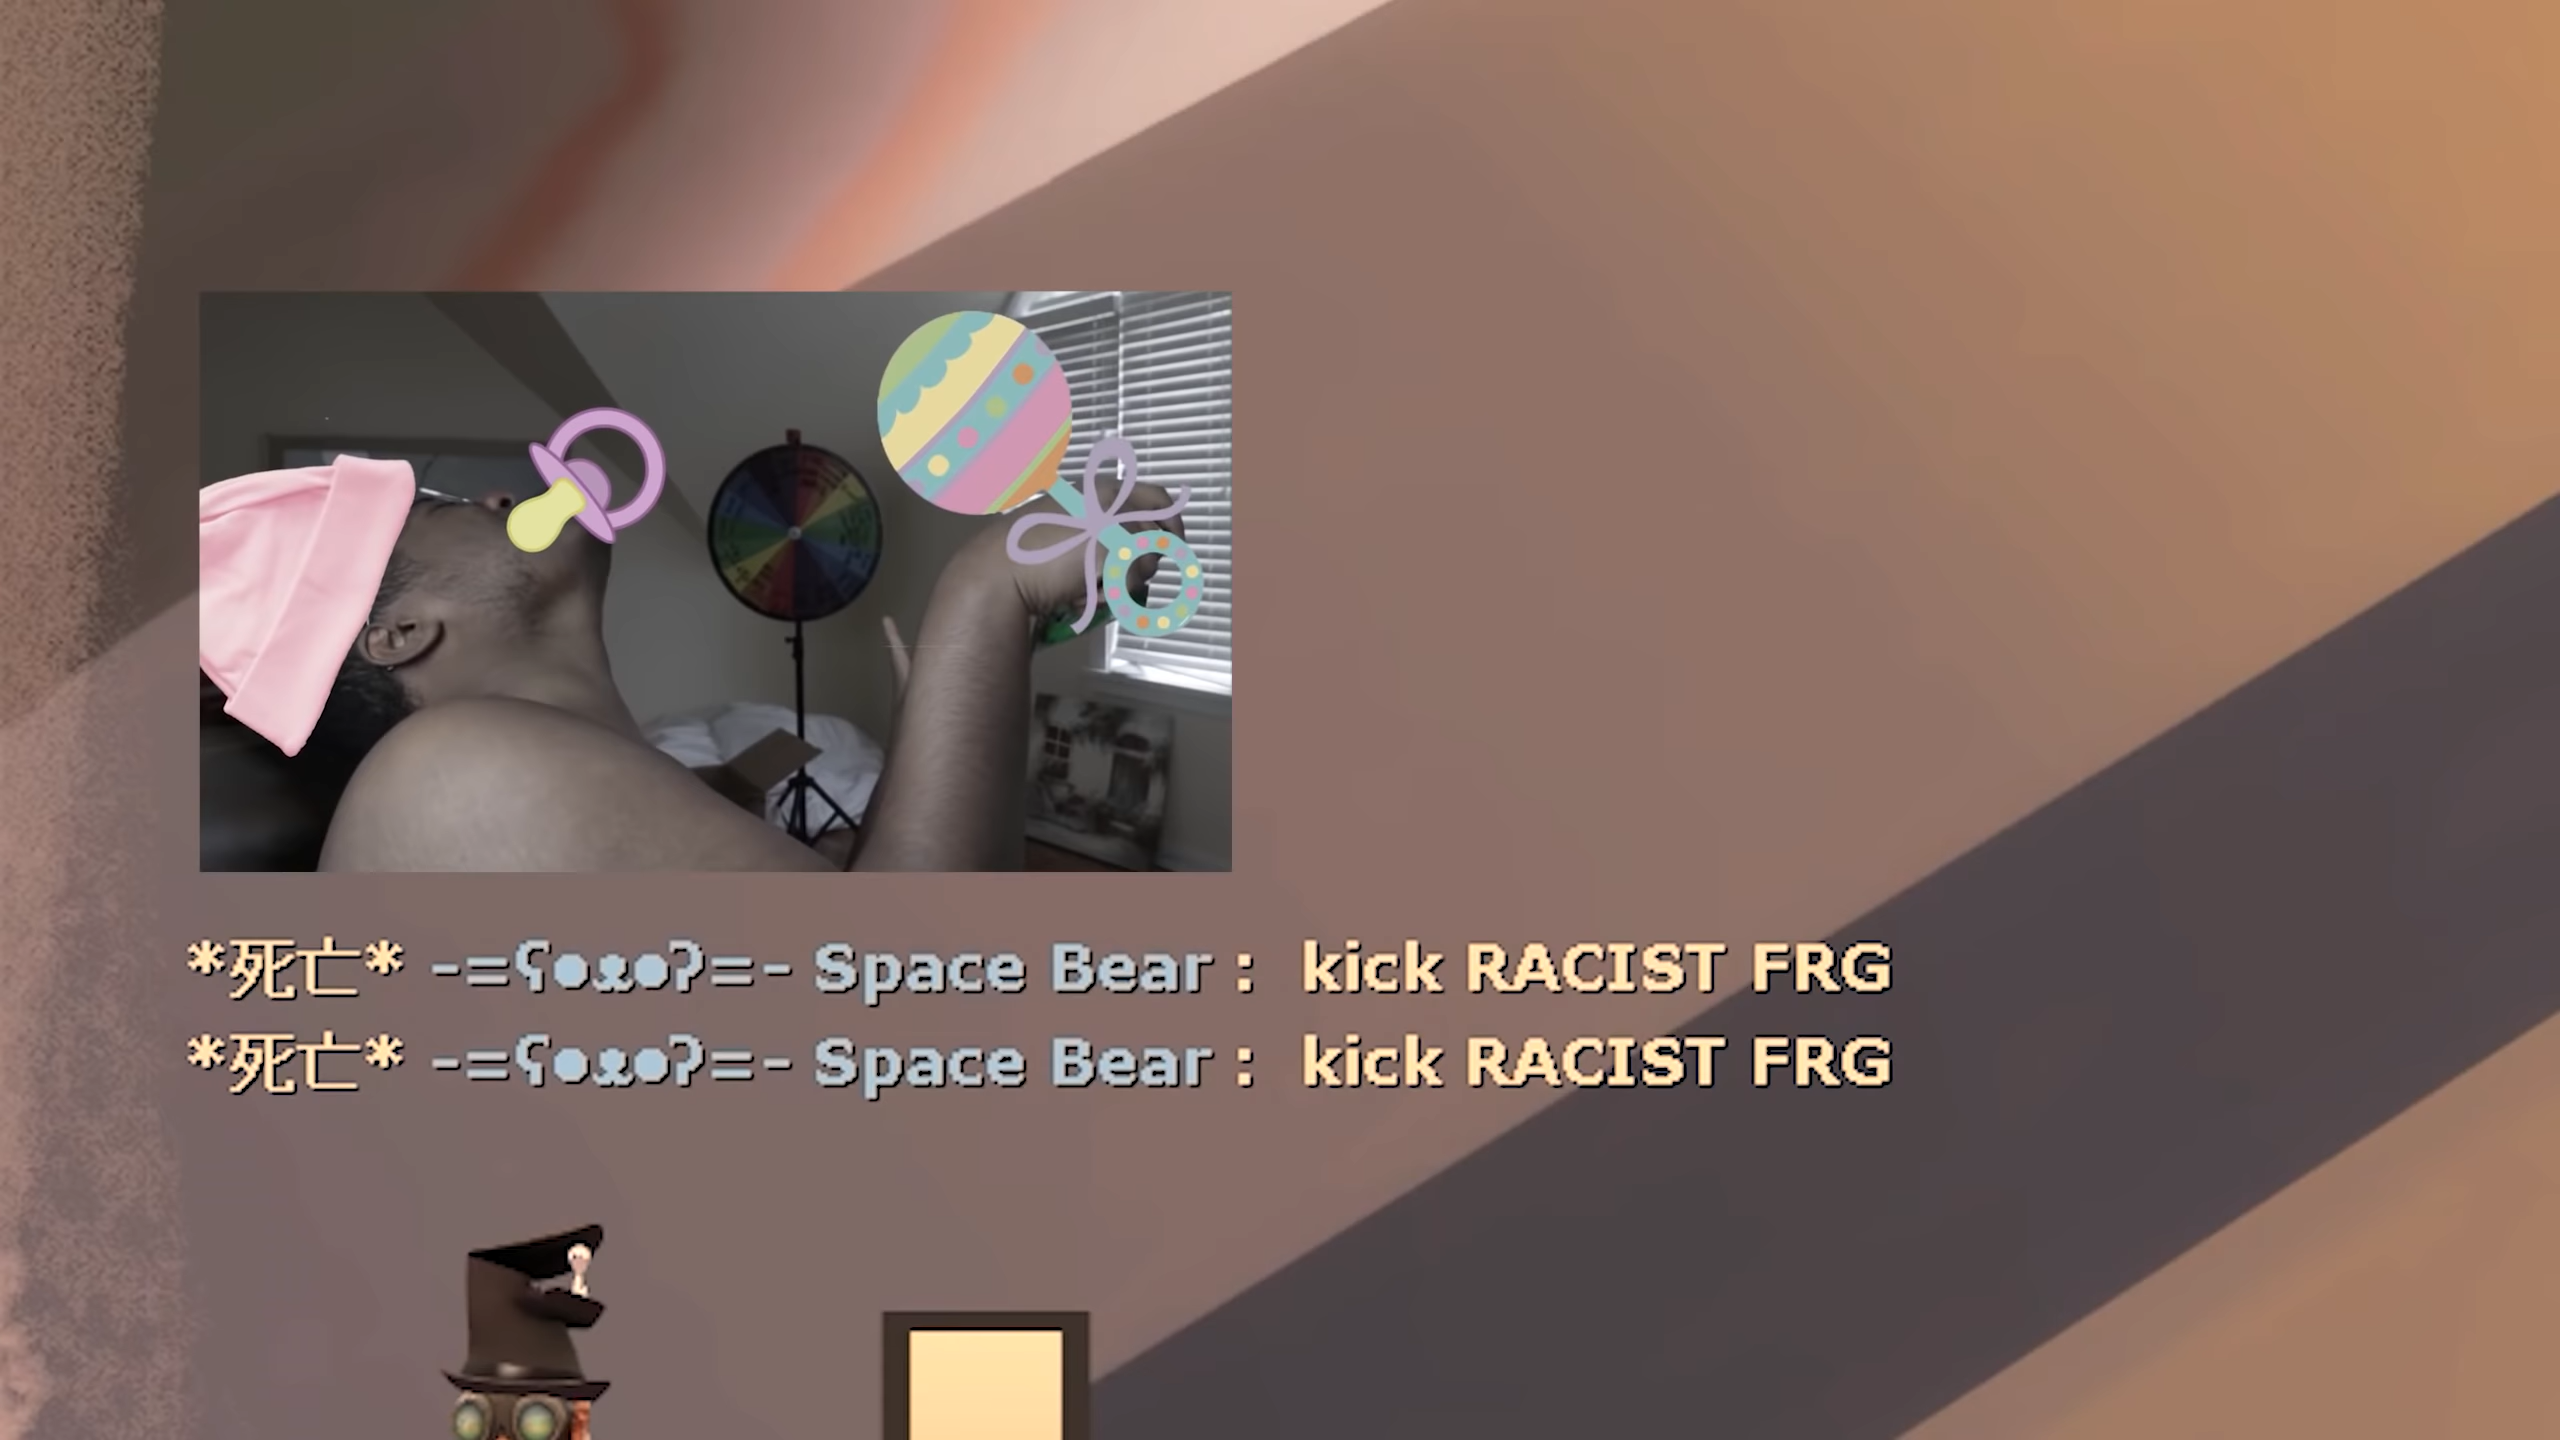 *死亡* -=ʕ•ᴥ•ʔ=- Space Bear :  kick RACIST FRG
*死亡* -=ʕ•ᴥ•ʔ=- Space Bear :  kick RACIST FRG